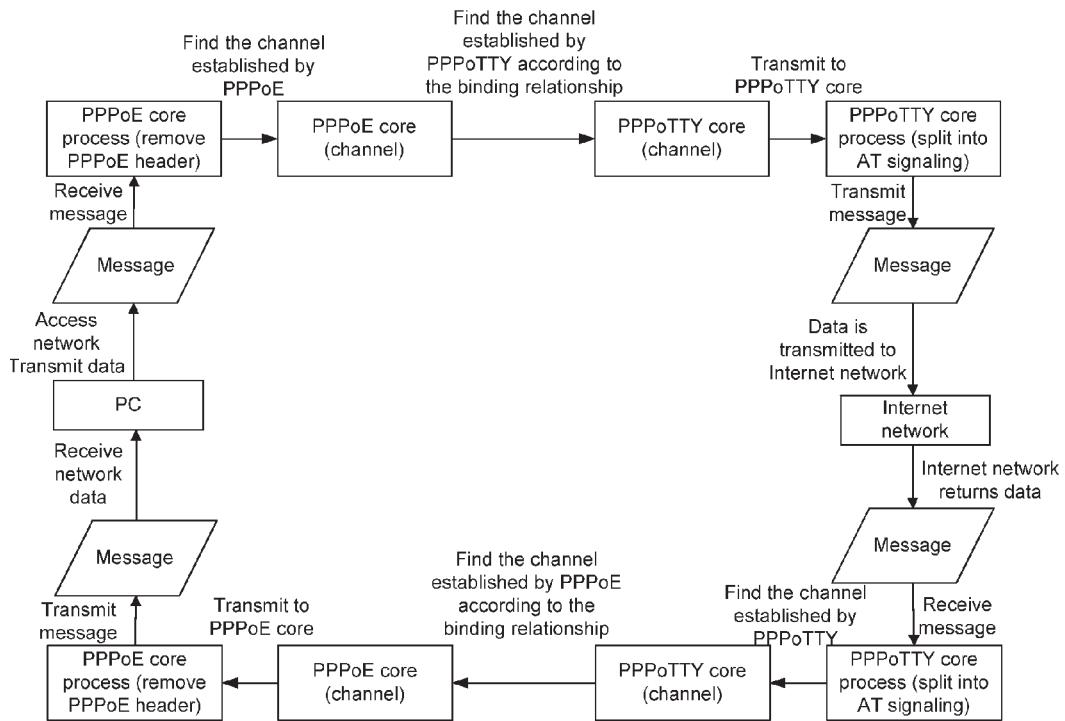 Find the channel
established by
PPPoE
Find the channel
established by
PPPoTTY according to
the binding relationship
Transmit to
PPPoTTY core
PPPoE core
process (remove
PPPoE header)
PPPoE core
(channel)
PPPoTTY core
(channel)
PPPoTTY core
process (split into
AT signaling)
Receive
message
Transmit
message
Message
Message
Access
network
Transmit data
Data is
transmitted to
Internet network
PC
Internet
network
Receive
network
data
Internet network
returns data
Message
Message
Transmit
message
Transmit to
PPPoE core
Find the channel
established by PPPoE
according to the
binding relationship
Find the channel
established by
PPPoTTY
Receive
message
PPPoE core
process (remove
PPPoE header)
PPPoE core
(channel)
PPPoTTY core
(channel)
PPPoTTY core
process (split into
AT signaling)